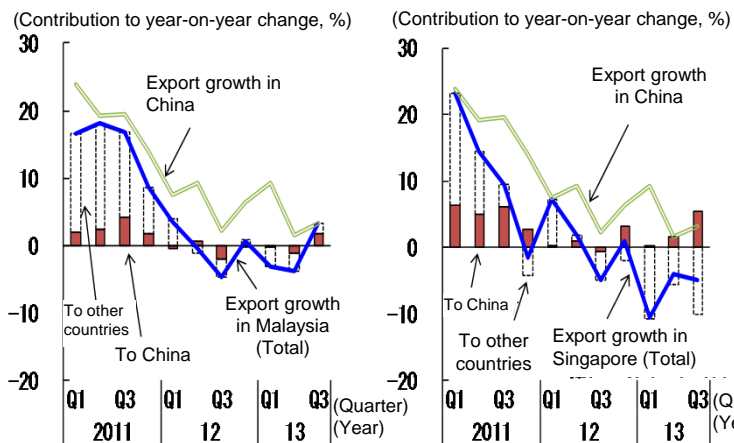 (Contribution to year-on-year change, %)
30
20
10
0
−10
−20
Export growth in
China
To other
countries
To China
Export growth
in Malaysia
(Total)
Q1 Q3 Q1 Q1 Q3
2011 12 13
(Quarter)
(Year)
(Contribution to year-on-year change, %)
30
20
10
0
−10
−20
Export growth
in China
To China
To other
countries
Export growth in
Singapore (Total)
Q1 Q3 Q1 Q3 Q1 Q3
2011 12 13
(Q
(Ye